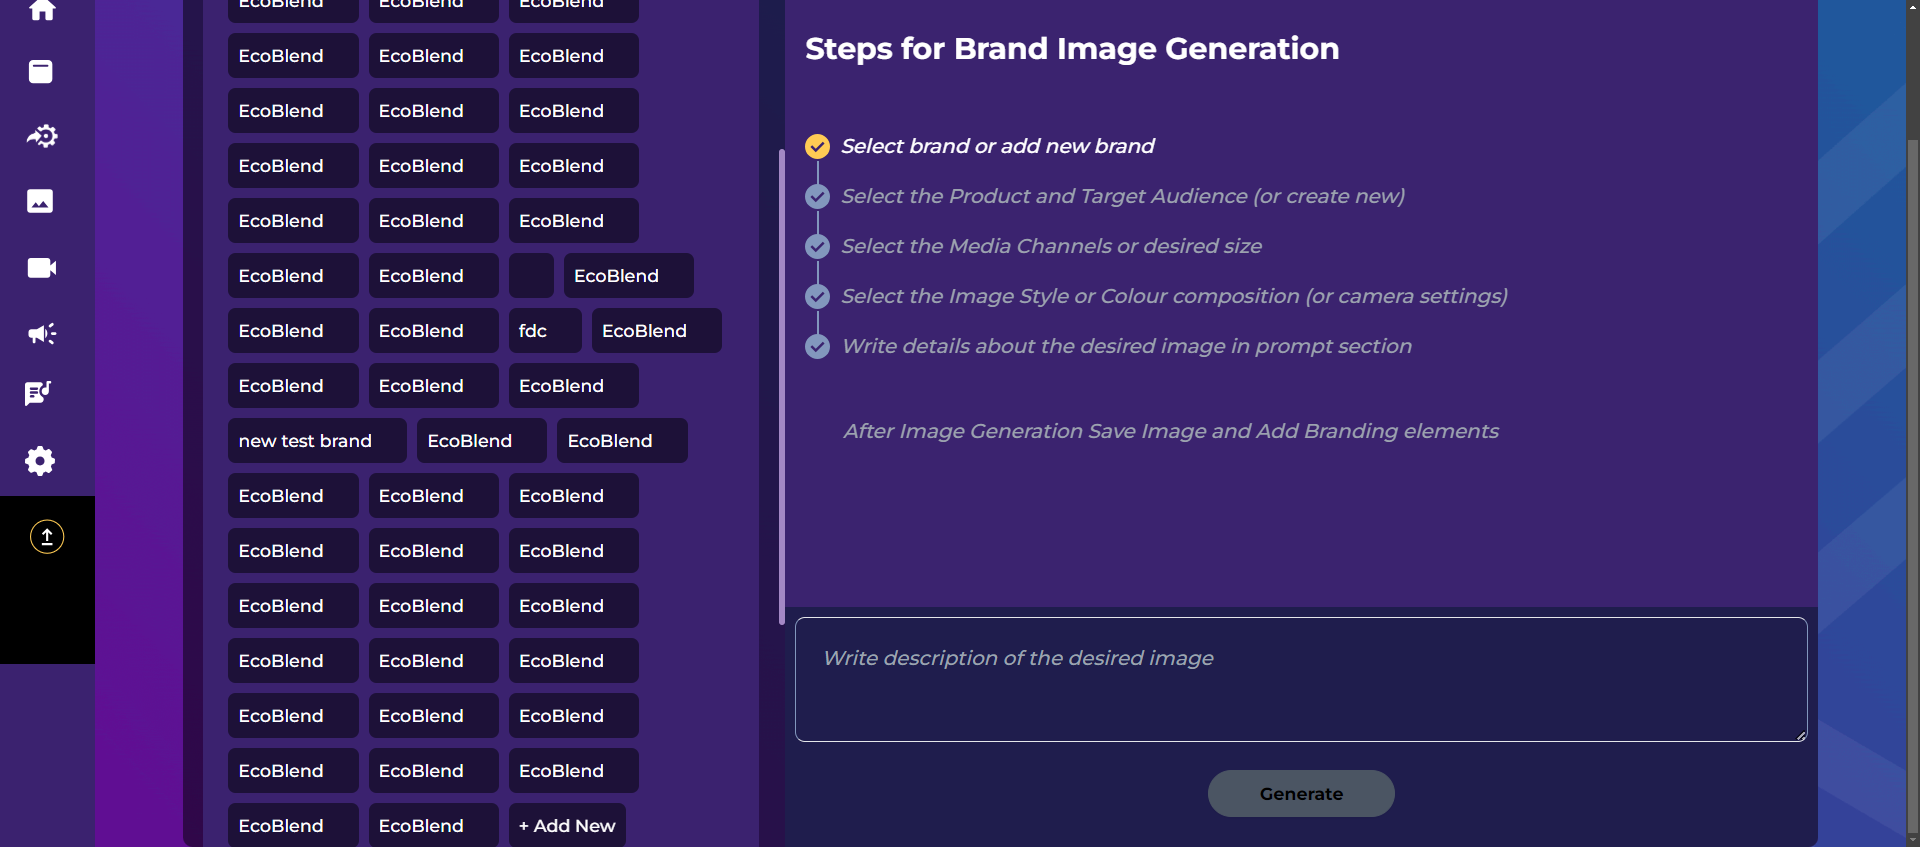 EcoBlend EcoBlend EcoBlend
EcoBlend EcoBlend EcoBlend
EcoBlend EcoBlend EcoBlend
EcoBlend EcoBlend EcoBlend
EcoBlend EcoBlend EcoBlend
EcoBlend EcoBlend EcoBlend
EcoBlend EcoBlend fdc EcoBlend
EcoBlend EcoBlend EcoBlend
new test brand EcoBlend EcoBlend
EcoBlend EcoBlend EcoBlend
EcoBlend EcoBlend EcoBlend
EcoBlend EcoBlend EcoBlend
EcoBlend EcoBlend EcoBlend
EcoBlend EcoBlend EcoBlend
EcoBlend EcoBlend EcoBlend
EcoBlend EcoBlend + Add New
Steps for Brand Image Generation
Select brand or add new brand
Select the Product and Target Audience (or create new)
Select the Media Channels or desired size
Select the Image Style or Colour composition (or camera settings)
Write details about the desired image in prompt section
After Image Generation Save Image and Add Branding elements
Write description of the desired image
Generate